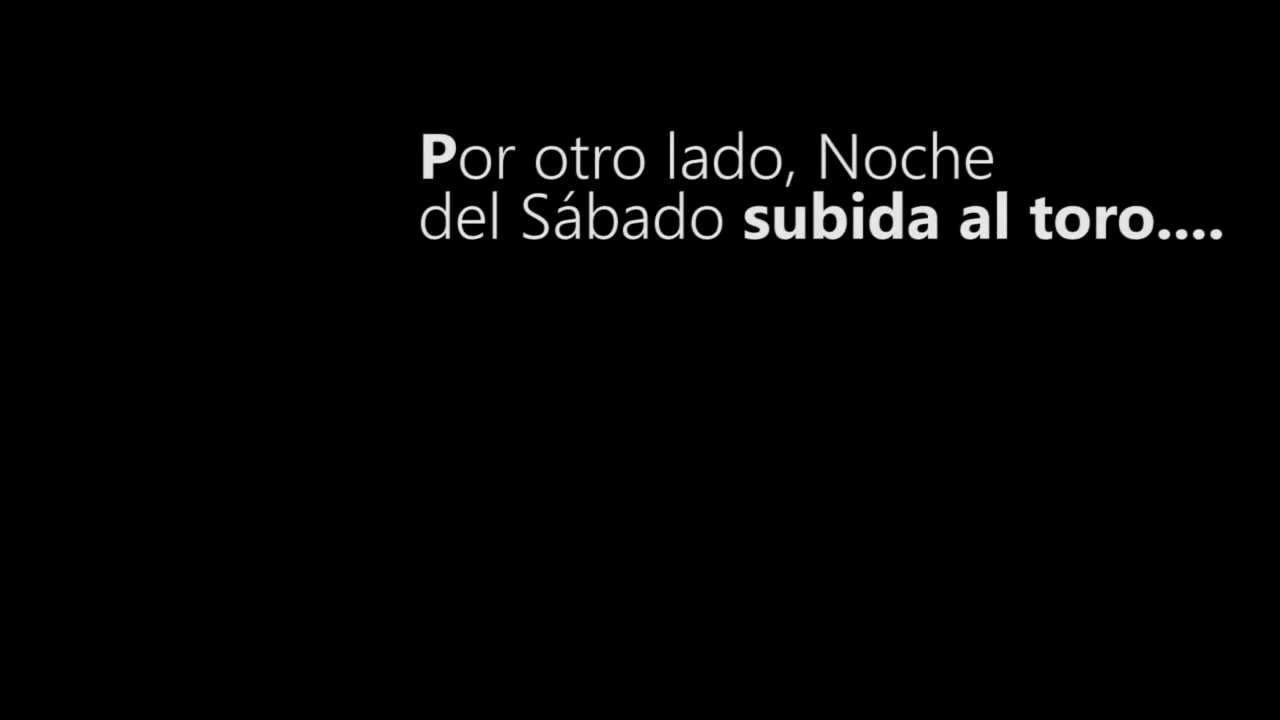 Por otro lado, Noche
del Sábado subida al toro....